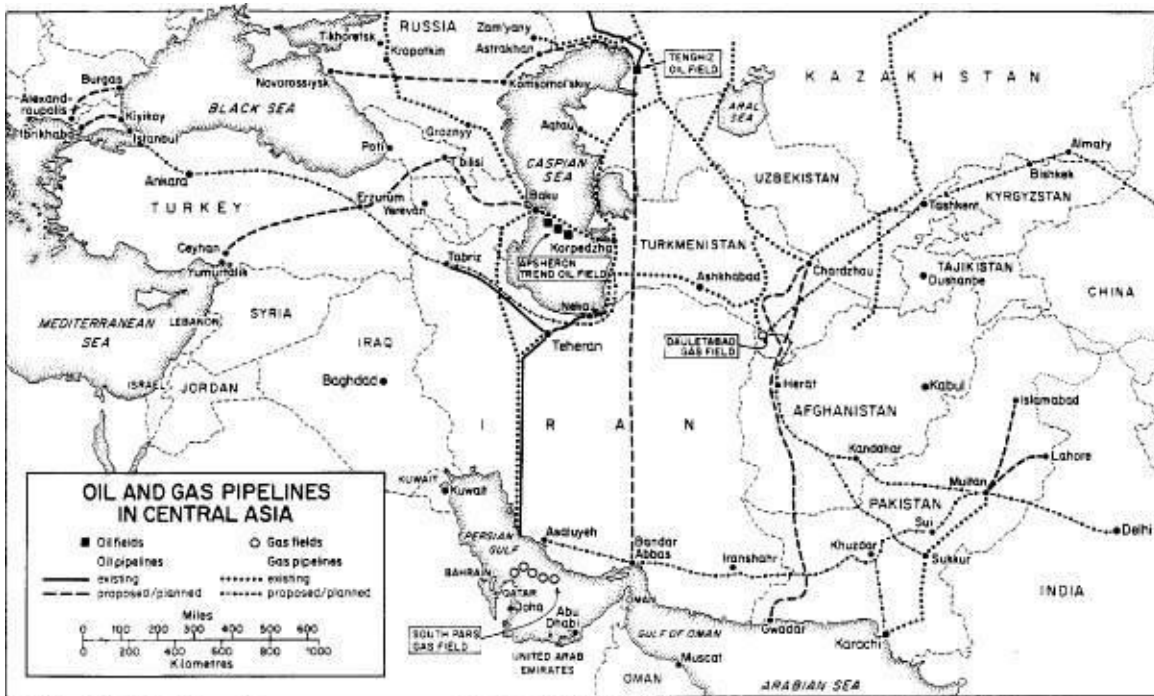 RUSSIA
Zam'yany
Tikhoretsk
Kropotkin
Astrakhan
TENGHIZ
OIL FIELD
KAZAKHSTAN
Novorossiysk
Komsomol'skiy
Burgas
Alexand-
roupolis
Ibrikhaba
Kiyikoy
Istanbul
BLACK SEA
ARAL
SEA
Groznyy
Aqtau
Poti
CASPIAN
SEA
Almaty
Bishkek
Ankara
Tbilisi
UZBEKISTAN
KYRGYZSTAN
TURKEY
Erzurum
Yerevan
Baku
Tashkent
Ceyhan
Yumurtalik
Tabriz
Korpedzhe
TURKMENISTAN
APSHERON
TREND OIL FIELD
Ashkhabad
Chardzhou
TAJIKISTAN
Dushanbe
CHINA
MEDITERRANEAN
SEA
LEBANON
SYRIA
Neka
IRAQ
Teheran
DAULETABAD
GAS FIELD
ISRAEL
JORDAN
Baghdad
Herat
Kabul
Islamabad
IRAN
AFGHANISTAN
Kandahar
Lahore
Multan
KUWAIT
Kuwait
PAKISTAN
Sui
Delhi
PERSIAN
GULF
Asaluyeh
Bandar
Abbas
Iranshahr
Khuzdar
Sukkur
BAHRAIN
QATAR
Doha
OMAN
INDIA
Abu
Dhabi
SOUTH PARS
GAS FIELD
GULF OF OMAN
Gwadar
Karachi
UNITED ARAB
EMIRATES
Muscat
OMAN
ARABIAN SEA
OIL AND GAS PIPELINES
IN CENTRAL ASIA
Oil fields Gas fields
Oil pipelines Gas pipelines
existing existing
proposed/planned proposed/planned
Miles
0 100 200 300 400 500 600
0 200 400 600 800 1000
Kilometres